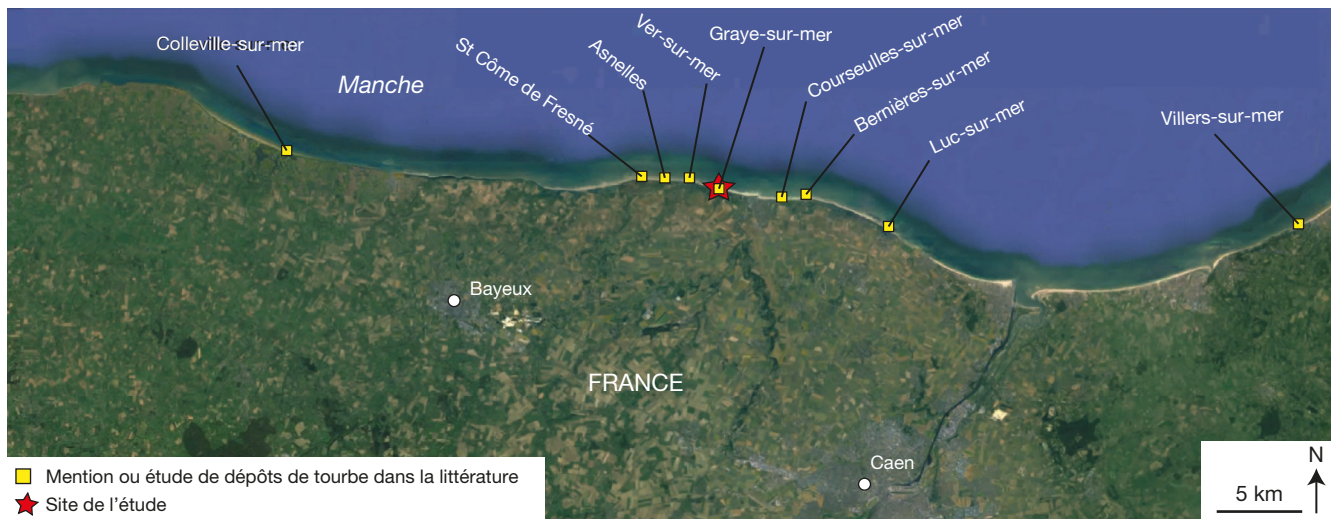 Colleville-sur-mer
Manche
St Côme de Fresné
Asnelles
Ver-sur-mer
Graye-sur-mer
Courseulles-sur-mer
Bernières-sur-mer
Luc-sur-mer
Villers-sur-mer
Bayeux
FRANCE
Caen
Mention ou étude de dépôts de tourbe dans la littérature
Site de l'étude
5 km
N